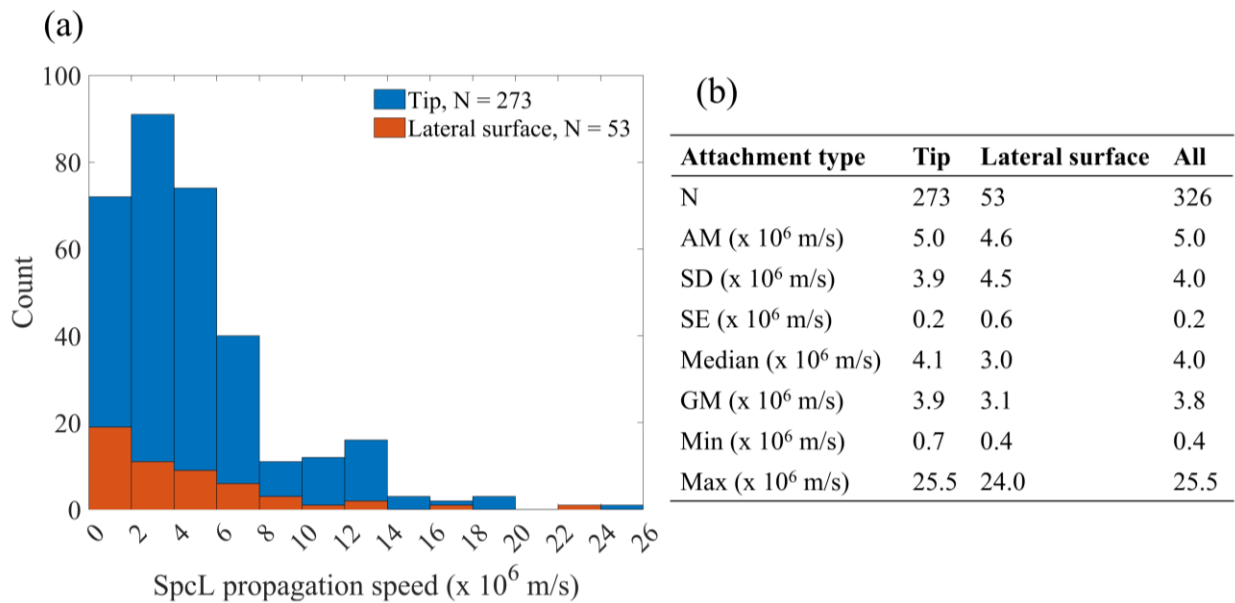 (a)
100
80
60
40
20
0
Count
Tip, N = 273
Lateral surface, N = 53
0 2 4 6 8 10 12 14 16 18 20 22 24 26
SpcL propagation speed (x 10⁶ m/s)
(b)
Attachment type Tip Lateral surface All
N 273 53 326
AM (x 10⁶ m/s) 5.0 4.6 5.0
SD (x 10⁶ m/s) 3.9 4.5 4.0
SE (x 10⁶ m/s) 0.2 0.6 0.2
Median (x 10⁶ m/s) 4.1 3.0 4.0
GM (x 10⁶ m/s) 3.9 3.1 3.8
Min (x 10⁶ m/s) 0.7 0.4 0.4
Max (x 10⁶ m/s) 25.5 24.0 25.5